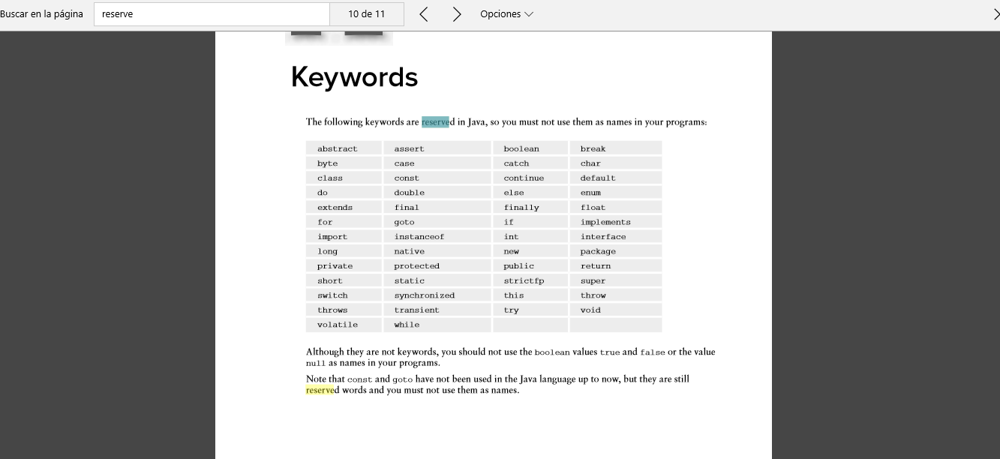 Buscar en la página reserve 10 de 11 Opciones
Keywords
The following keywords are reserved in Java, so you must not use them as names in your programs:
abstract assert boolean break
byte case catch char
class const continue default
do double else enum
extends final finally float
for goto if implements
import instanceof int interface
long native new package
private protected public return
short static strictfp super
switch synchronized this throw
throws transient try void
volatile while
Although they are not keywords, you should not use the boolean values true and false or the value
null as names in your programs.
Note that const and goto have not been used in the Java language up to now, but they are still
reserved words and you must not use them as names.